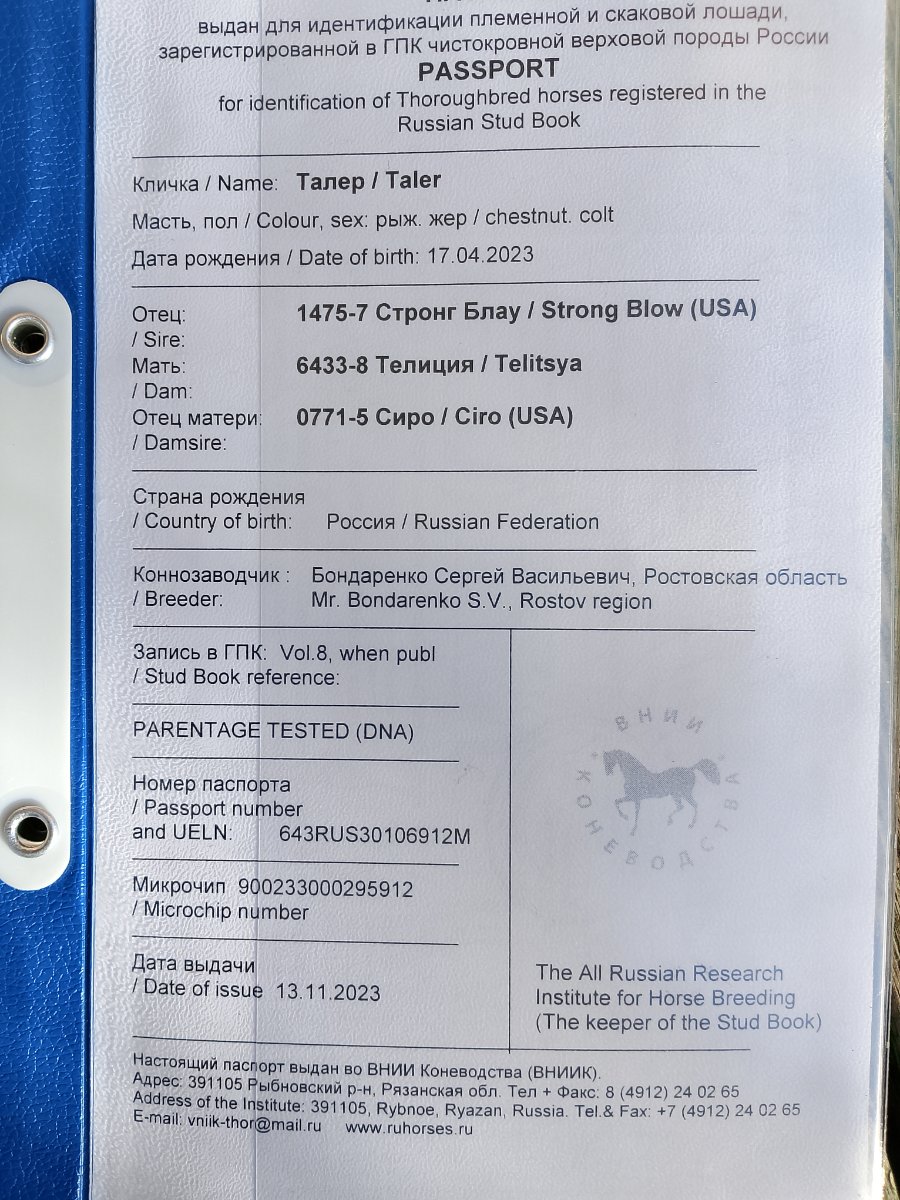 выдан для идентификации племенной и скаковой лошади,
зарегистрированной в ГПК чистокровной верховой породы России
PASSPORT
for identification of Thoroughbred horses registered in the
Russian Stud Book
Кличка / Name: Талер / Taler
Масть, пол / Colour, sex: рыж. жер / chestnut. colt
Дата рождения / Date of birth: 17.04.2023
Отец: 1475-7 Стронг Блау / Strong Blow (USA)
/ Sire:
Мать: 6433-8 Телиция / Telitsya
/ Dam:
Отец матери: 0771-5 Сиро / Ciro (USA)
/ Damsire:
Страна рождения
/ Country of birth: Россия / Russian Federation
Коннозаводчик : Бондаренко Сергей Васильевич, Ростовская область
/ Breeder: Mr. Bondarenko S.V., Rostov region
Запись в ГПК: Vol.8, when publ
/ Stud Book reference:
PARENTAGE TESTED (DNA)
Номер паспорта
/ Passport number
and UELN: 643RUS30106912M
Микрочип 900233000295912
/ Microchip number
Дата выдачи
/ Date of issue 13.11.2023
ВНИИ
КОНЕВОДСТВА
The All Russian Research
Institute for Horse Breeding
(The keeper of the Stud Book)
Настоящий паспорт выдан во ВНИИ Коневодства (ВНИИК).
Адрес: 391105 Рыбновский р-н, Рязанская обл. Тел + Факс: 8 (4912) 24 02 65
Address of the Institute: 391105, Rybnoe, Ryazan, Russia. Tel.& Fax: +7 (4912) 24 02 65
E-mail: vniik-thor@mail.ru www.ruhorses.ru